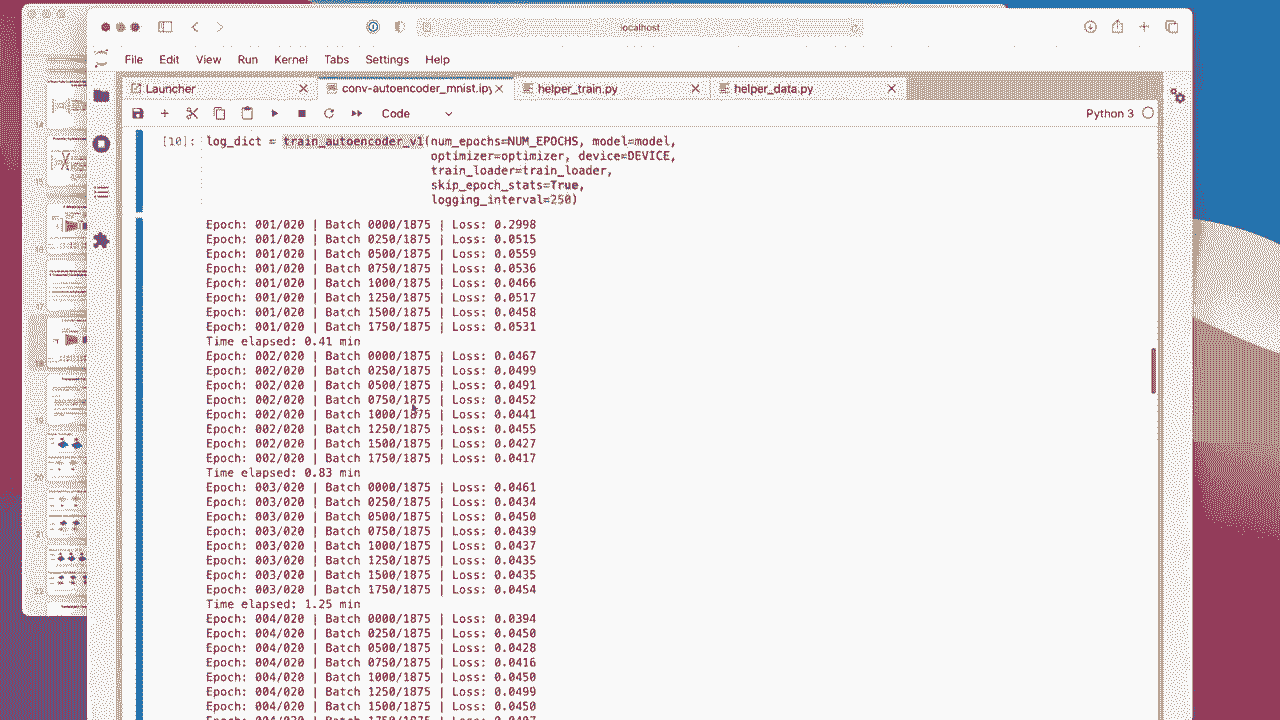 localhost
File Edit View Run Kernel Tabs Settings Help
Launcher conv-autoencoder_mnist.ipy helper_train.py helper_data.py
Code Python 3
[10]: log_dict = train_autoencoder_v1(num_epochs=NUM_EPOCHS, model=model,
optimizer=optimizer, device=DEVICE,
train_loader=train_loader,
skip_epoch_stats=True,
logging_interval=250)
Epoch: 001/020 | Batch 0000/1875 | Loss: 0.2998
Epoch: 001/020 | Batch 0250/1875 | Loss: 0.0515
Epoch: 001/020 | Batch 0500/1875 | Loss: 0.0559
Epoch: 001/020 | Batch 0750/1875 | Loss: 0.0536
Epoch: 001/020 | Batch 1000/1875 | Loss: 0.0466
Epoch: 001/020 | Batch 1250/1875 | Loss: 0.0517
Epoch: 001/020 | Batch 1500/1875 | Loss: 0.0458
Epoch: 001/020 | Batch 1750/1875 | Loss: 0.0531
Time elapsed: 0.41 min
Epoch: 002/020 | Batch 0000/1875 | Loss: 0.0467
Epoch: 002/020 | Batch 0250/1875 | Loss: 0.0499
Epoch: 002/020 | Batch 0500/1875 | Loss: 0.0491
Epoch: 002/020 | Batch 0750/1875 | Loss: 0.0452
Epoch: 002/020 | Batch 1000/1875 | Loss: 0.0441
Epoch: 002/020 | Batch 1250/1875 | Loss: 0.0455
Epoch: 002/020 | Batch 1500/1875 | Loss: 0.0427
Epoch: 002/020 | Batch 1750/1875 | Loss: 0.0417
Time elapsed: 0.83 min
Epoch: 003/020 | Batch 0000/1875 | Loss: 0.0461
Epoch: 003/020 | Batch 0250/1875 | Loss: 0.0434
Epoch: 003/020 | Batch 0500/1875 | Loss: 0.0450
Epoch: 003/020 | Batch 0750/1875 | Loss: 0.0439
Epoch: 003/020 | Batch 1000/1875 | Loss: 0.0437
Epoch: 003/020 | Batch 1250/1875 | Loss: 0.0435
Epoch: 003/020 | Batch 1500/1875 | Loss: 0.0435
Epoch: 003/020 | Batch 1750/1875 | Loss: 0.0454
Time elapsed: 1.25 min
Epoch: 004/020 | Batch 0000/1875 | Loss: 0.0394
Epoch: 004/020 | Batch 0250/1875 | Loss: 0.0450
Epoch: 004/020 | Batch 0500/1875 | Loss: 0.0428
Epoch: 004/020 | Batch 0750/1875 | Loss: 0.0416
Epoch: 004/020 | Batch 1000/1875 | Loss: 0.0450
Epoch: 004/020 | Batch 1250/1875 | Loss: 0.0499
Epoch: 004/020 | Batch 1500/1875 | Loss: 0.0450